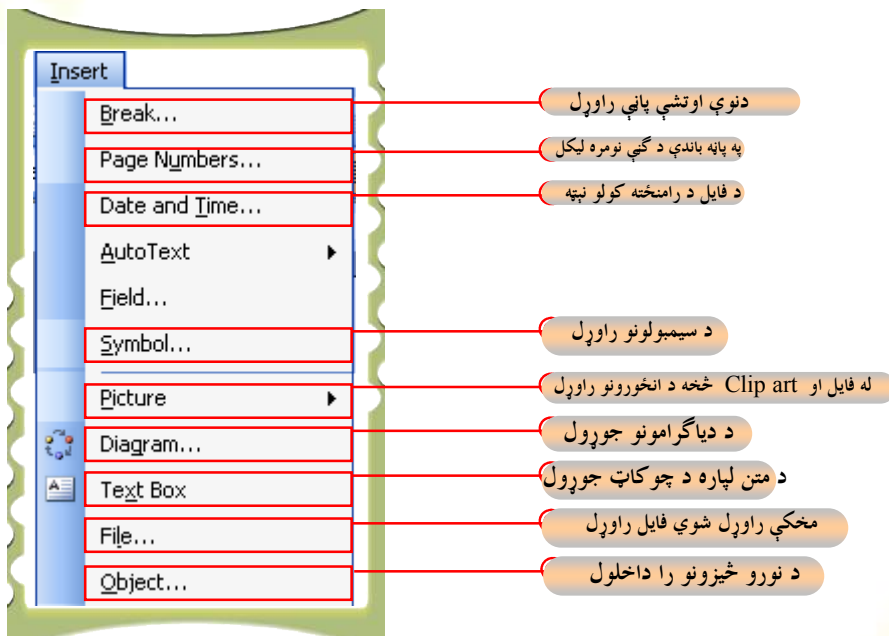 Insert
Break...
دنوې اوتشې پاڼې راوړل
Page Numbers...
په پاڼه باندې د گڼې نومره ليکل
Date and Time...
د فايل د رامنځته کولو نېټه
AutoText
Field...
Symbol...
د سيمبولونو راوړل
Picture
له فايل او Clip art څخه د انځورونو راوړل
Diagram...
د دياگرامونو جوړول
Text Box
د متن لپاره د چوکاټ جوړول
File...
مخکې راوړل شوي فايل راوړل
Object...
د نورو څيزونو را داخلول